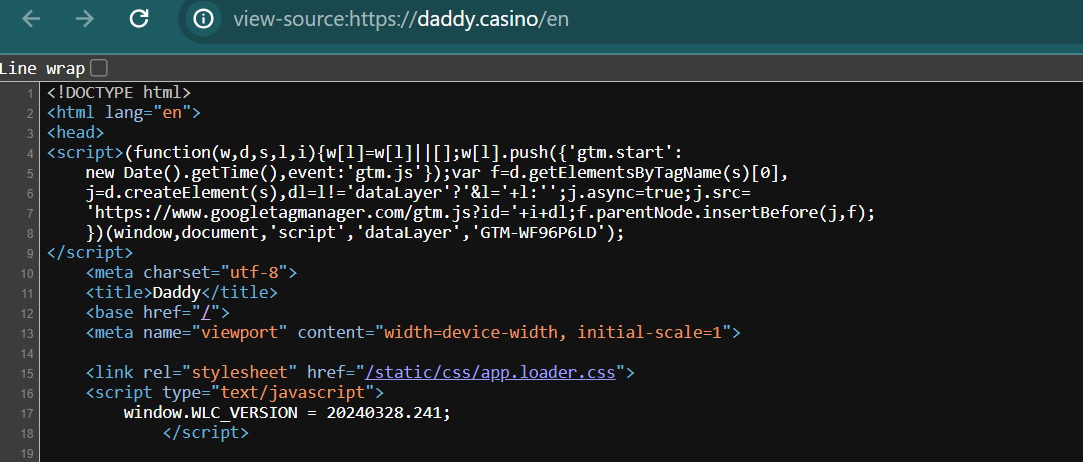 view-source:https://daddy.casino/en
Line wrap
1 <!DOCTYPE html>
2 <html lang="en">
3 <head>
4 <script>(function(w,d,s,l,i){w[l]=w[l]||[];w[l].push({'gtm.start':
5 new Date().getTime(),event:'gtm.js'});var f=d.getElementsByTagName(s)[0],
6 j=d.createElement(s),dl=l!='dataLayer'?'&l='+l:'';j.async=true;j.src=
7 'https://www.googletagmanager.com/gtm.js?id='+i+dl;f.parentNode.insertBefore(j,f);
8 })(window,document,'script','dataLayer','GTM-WF96P6LD');
9 </script>
10 <meta charset="utf-8">
11 <title>Daddy</title>
12 <base href="/">
13 <meta name="viewport" content="width=device-width, initial-scale=1">
14
15 <link rel="stylesheet" href="/static/css/app.loader.css">
16 <script type="text/javascript">
17 window.WLC_VERSION = 20240328.241;
18 </script>
19